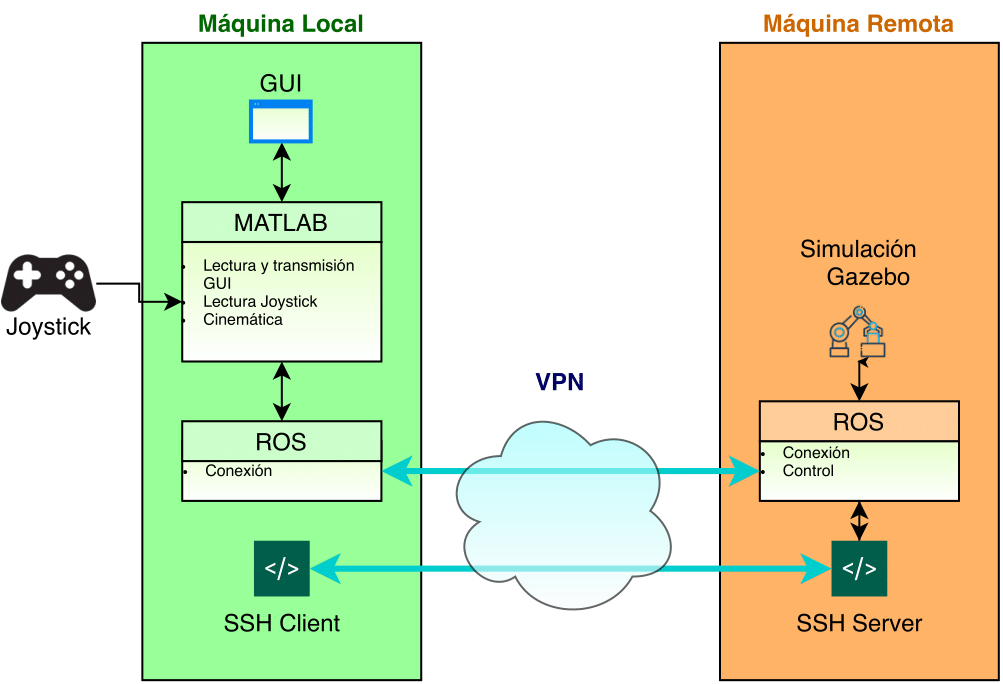 Máquina Local
Máquina Remota
GUI
MATLAB
• Lectura y transmisión
GUI
• Lectura Joystick
• Cinemática
Joystick
ROS
• Conexión
</>
SSH Client
VPN
Simulación
Gazebo
ROS
• Conexión
• Control
</>
SSH Server